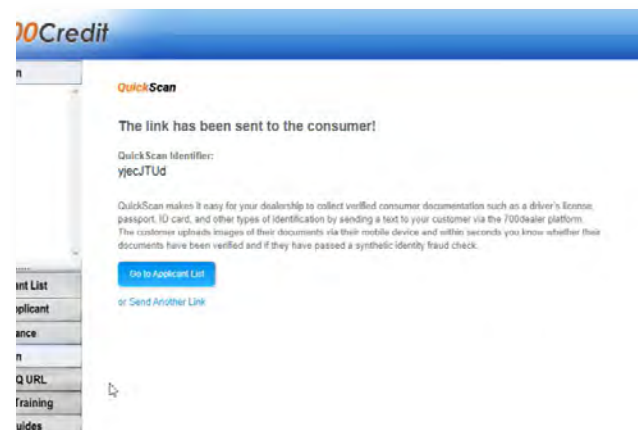 00Credit
n
QuickScan
The link has been sent to the consumer!
QuickScan Identifier:
yjecJTUd
QuickScan makes it easy for your dealership to collect verified consumer documentation such as a driver's license,
passport, ID card, and other types of identification by sending a text to your customer via the 700dealer platform.
The customer uploads images of their documents via their mobile device and within seconds you know whether their
documents have been verified and if they have passed a synthetic identity fraud check.
Go to Applicant List
or Send Another Link
ant List
pplicant
ance
n
Q URL
Training
uides